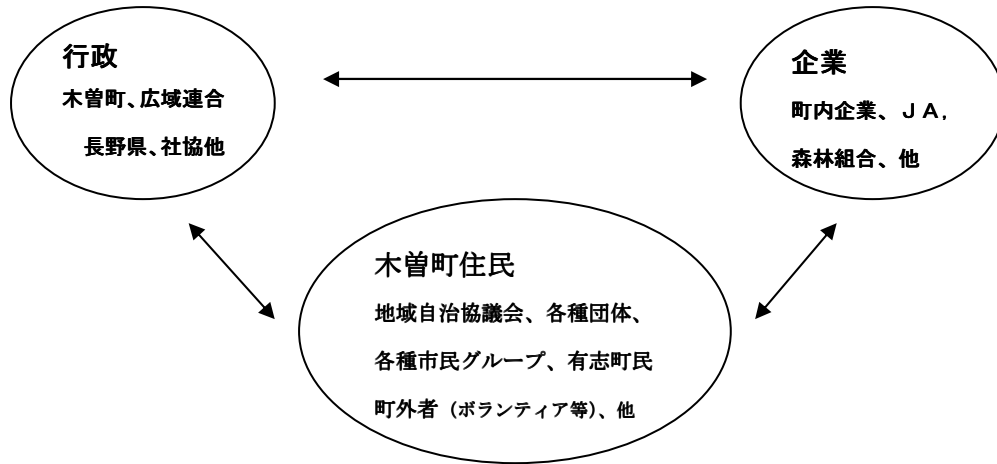 行政
木曽町、広域連合
長野県、社協他
企業
町内企業、ＪＡ，
森林組合、他
木曽町住民
地域自治協議会、各種団体、
各種市民グループ、有志町民
町外者（ボランティア等）、他